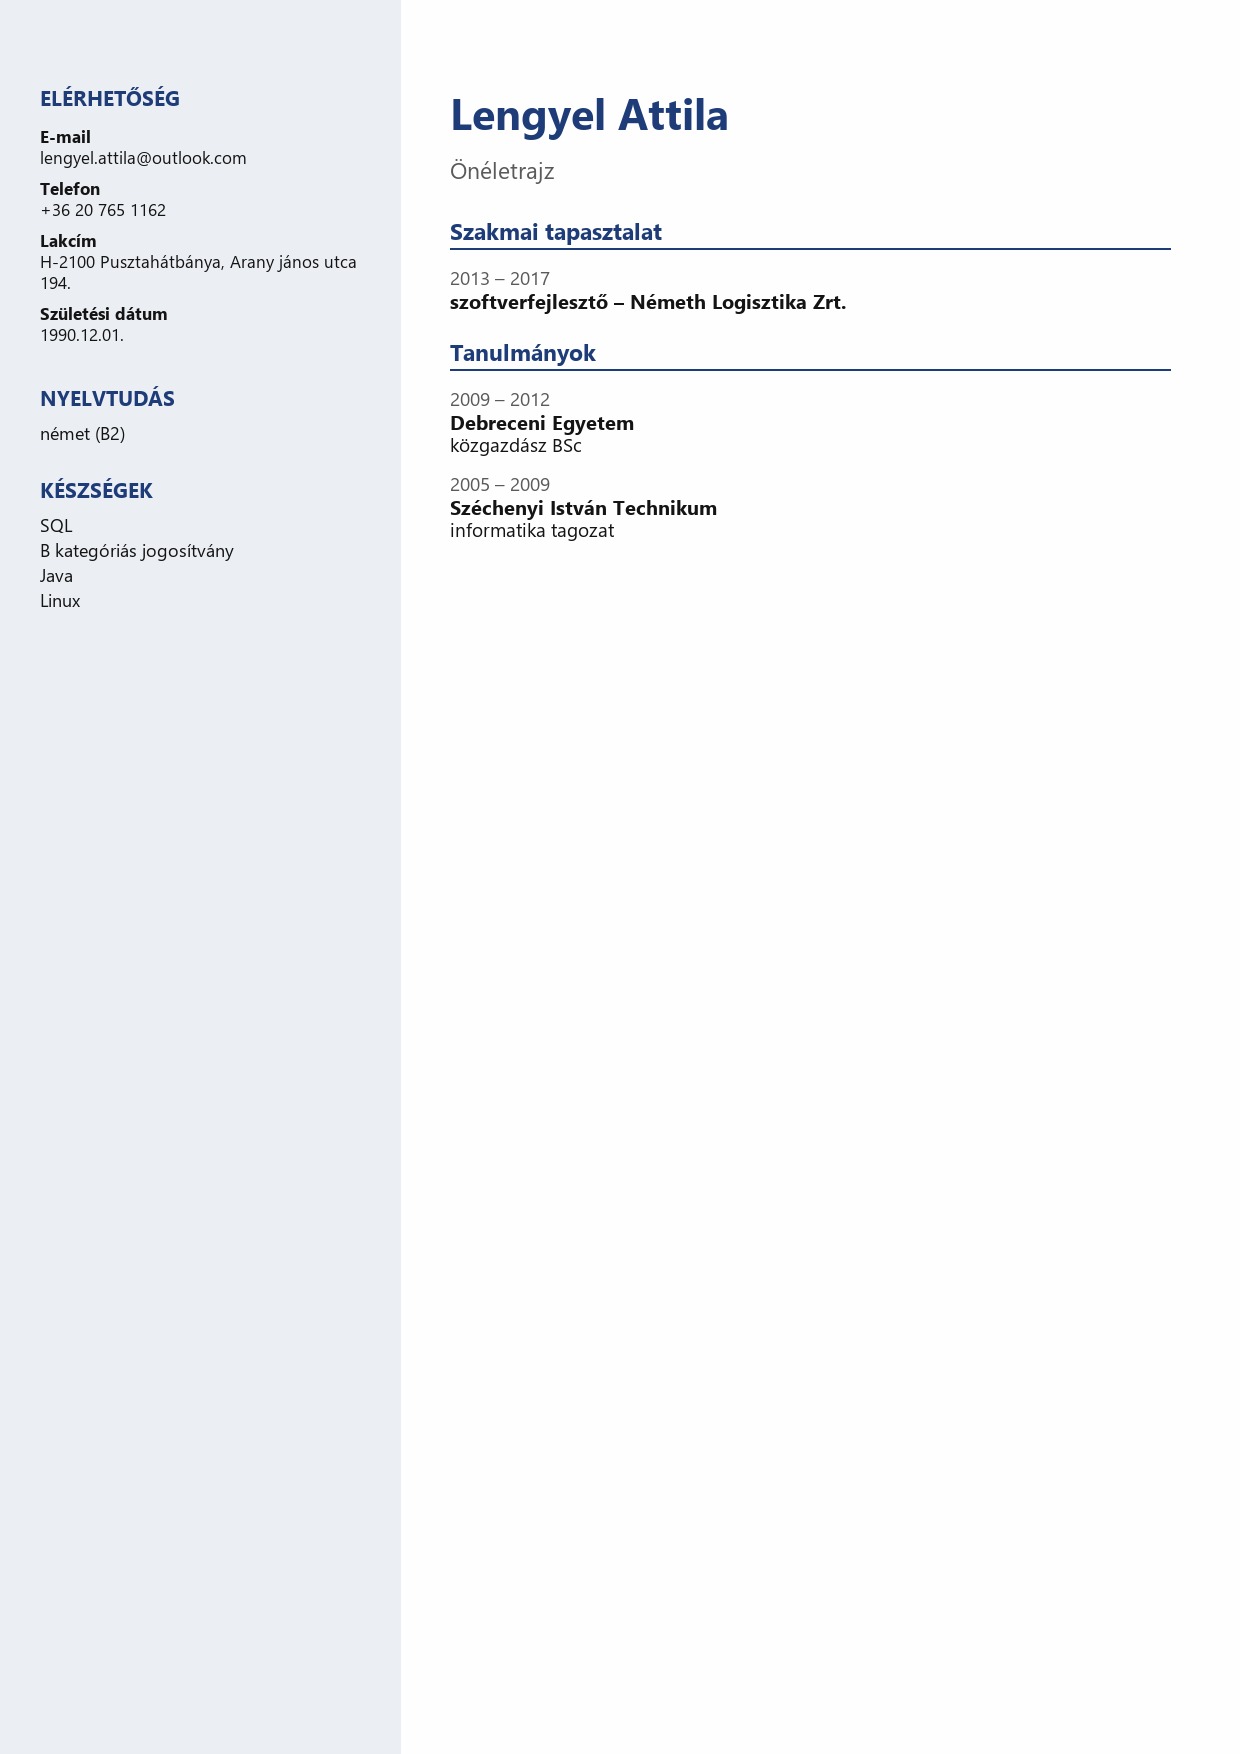 ELÉRHETŐSÉG
E-mail
lengyel.attila@outlook.com
Telefon
+36 20 765 1162
Lakcím
H-2100 Pusztahátbánya, Arany jános utca
194.
Születési dátum
1990.12.01.
NYELVTUDÁS
német (B2)
KÉSZSÉGEK
SQL
B kategóriás jogosítvány
Java
Linux
Lengyel Attila
Önéletrajz
Szakmai tapasztalat
2013 – 2017
szoftverfejlesztő – Németh Logisztika Zrt.
Tanulmányok
2009 – 2012
Debreceni Egyetem
közgazdász BSc
2005 – 2009
Széchenyi István Technikum
informatika tagozat